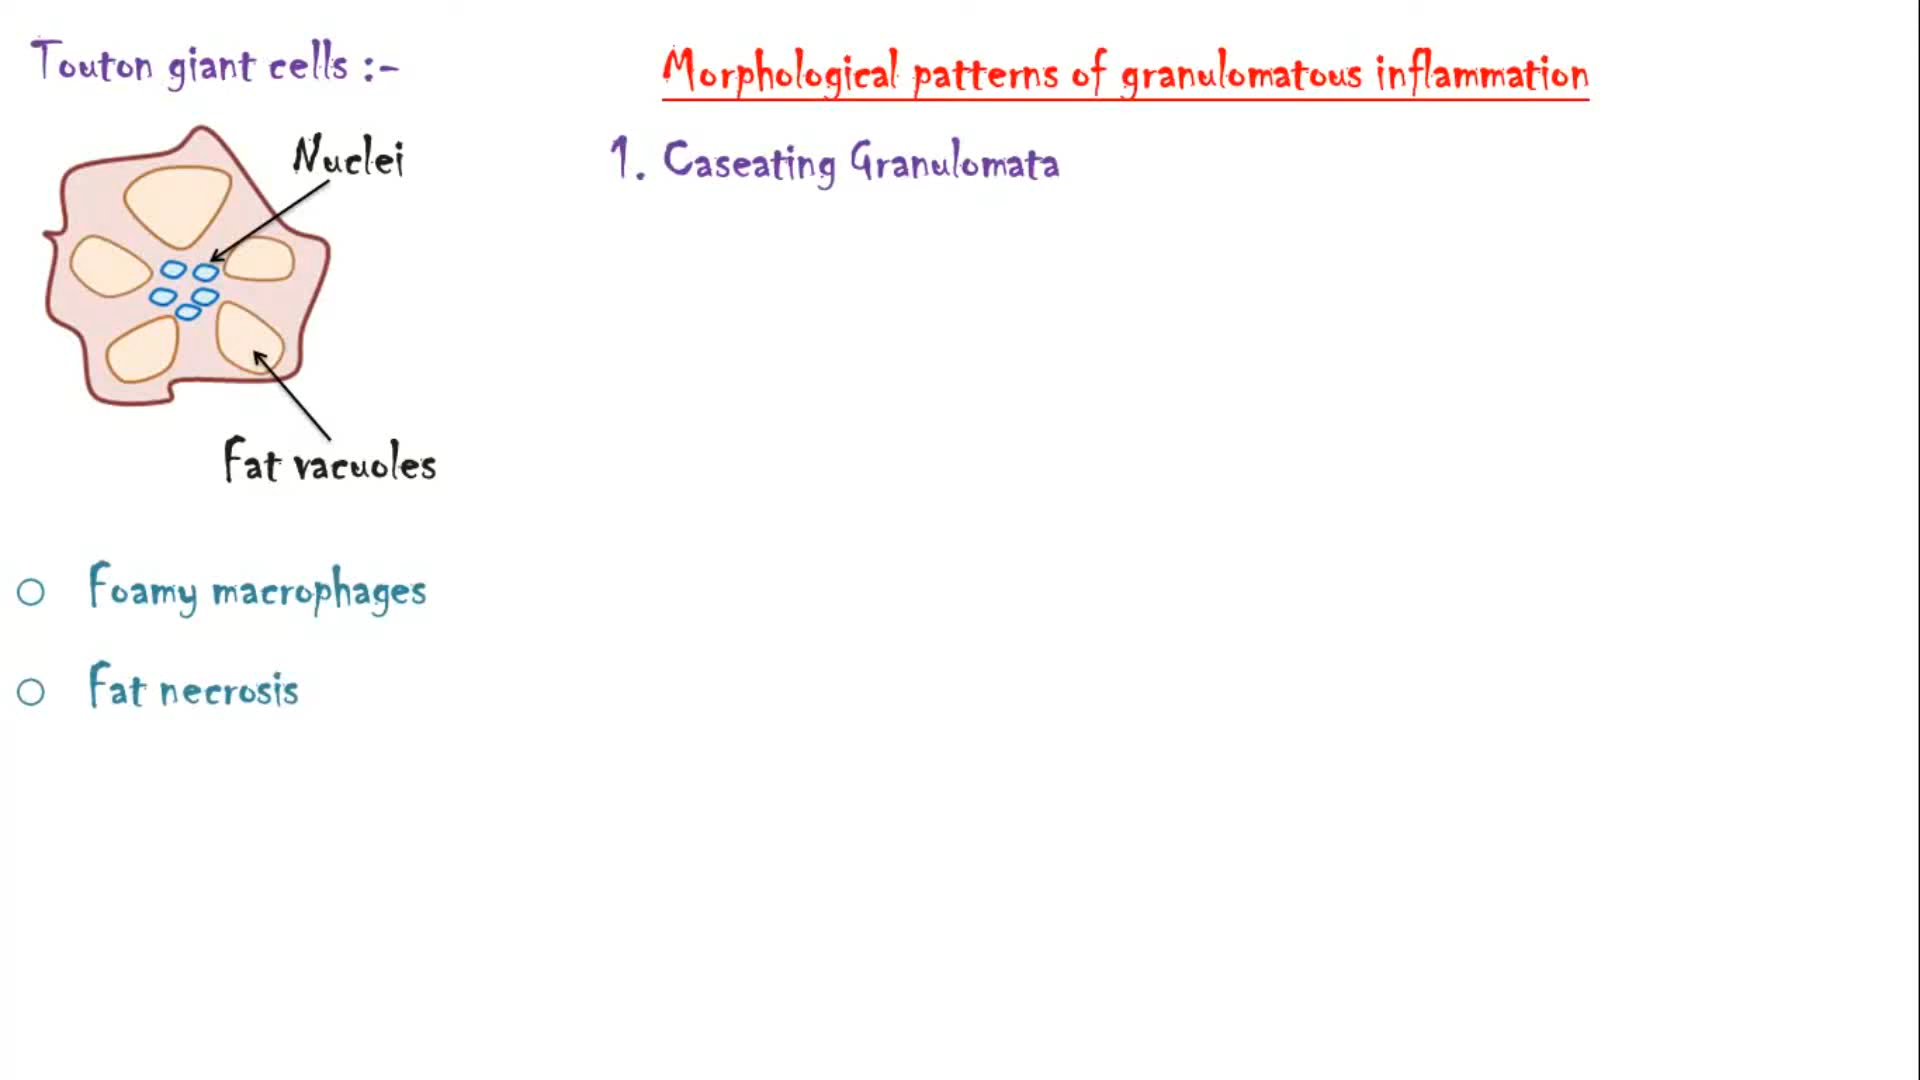 Touton giant cells :-
Nuclei
Fat vacuoles
○ Foamy macrophages
○ Fat necrosis
Morphological patterns of granulomatous inflammation
1. Caseating Granulomata